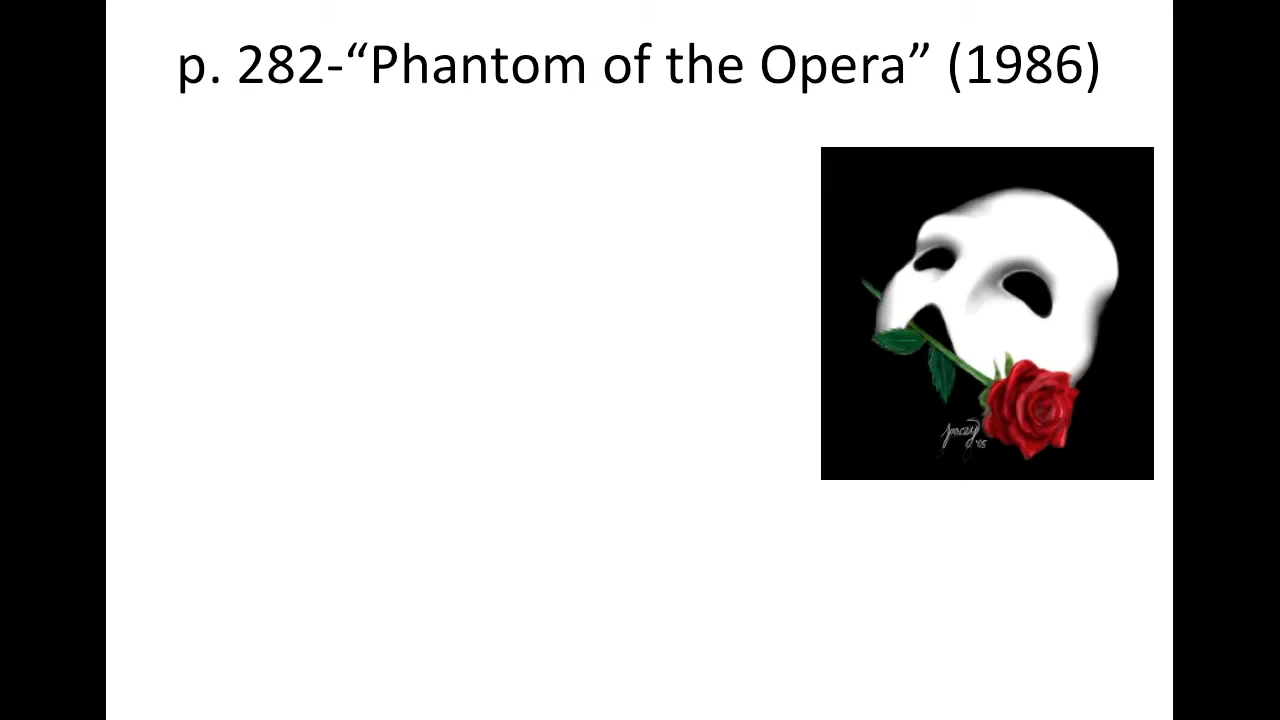 p. 282-“Phantom of the Opera” (1986)